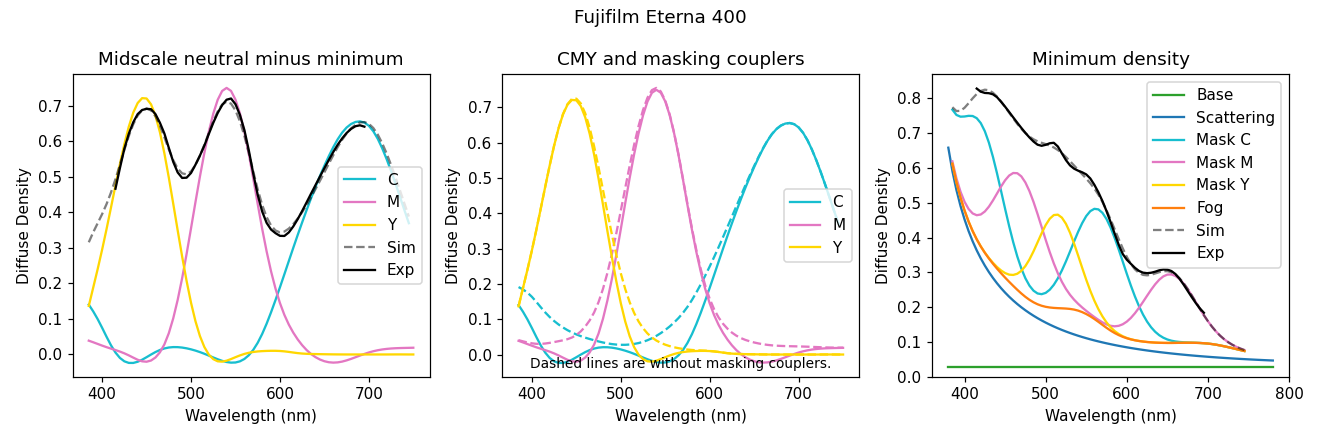 Fujifilm Eterna 400
Midscale neutral minus minimum
Diffuse Density
0.7
0.6
0.5
0.4
0.3
0.2
0.1
0.0
C
M
Y
Sim
Exp
400
500
600
700
Wavelength (nm)
CMY and masking couplers
Diffuse Density
0.7
0.6
0.5
0.4
0.3
0.2
0.1
0.0
C
M
Y
Dashed lines are without masking couplers.
400
500
600
700
Wavelength (nm)
Minimum density
Diffuse Density
0.8
0.7
0.6
0.5
0.4
0.3
0.2
0.1
0.0
Base
Scattering
Mask C
Mask M
Mask Y
Fog
Sim
Exp
400
500
600
700
800
Wavelength (nm)